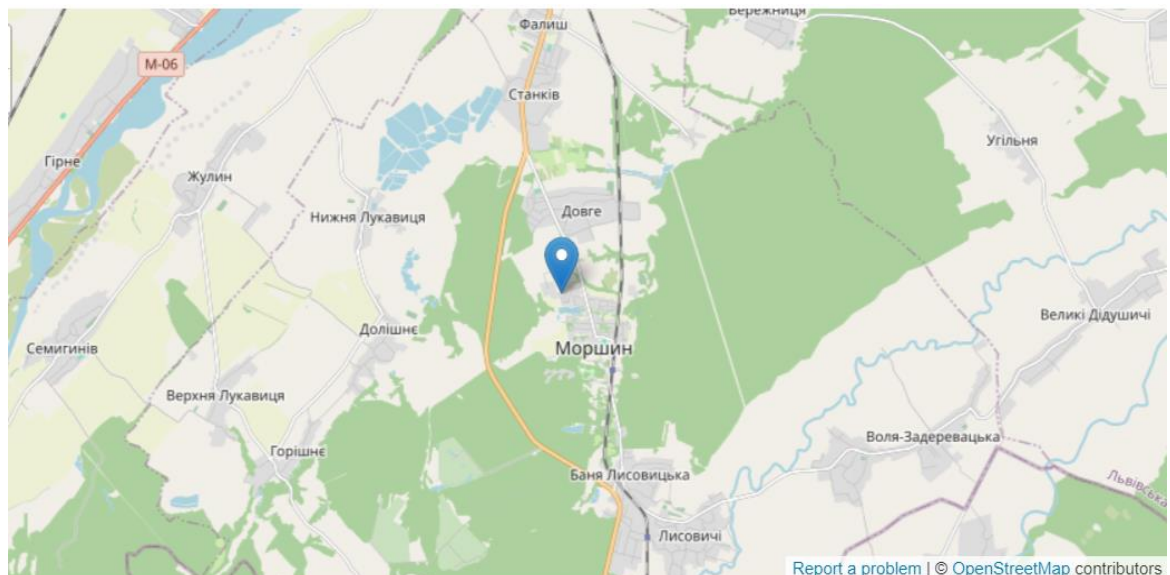 Фалиш
Бережниця
М-06
Станків
Угільня
Гірне
Жулин
Нижня Лукавиця
Довге
Великі Дідушичі
Долішнє
Семигинів
Моршин
Верхня Лукавиця
Воля-Задеревацька
Горішнє
Баня Лисовицька
Львівська
Лисовичі
Report a problem | © OpenStreetMap contributors